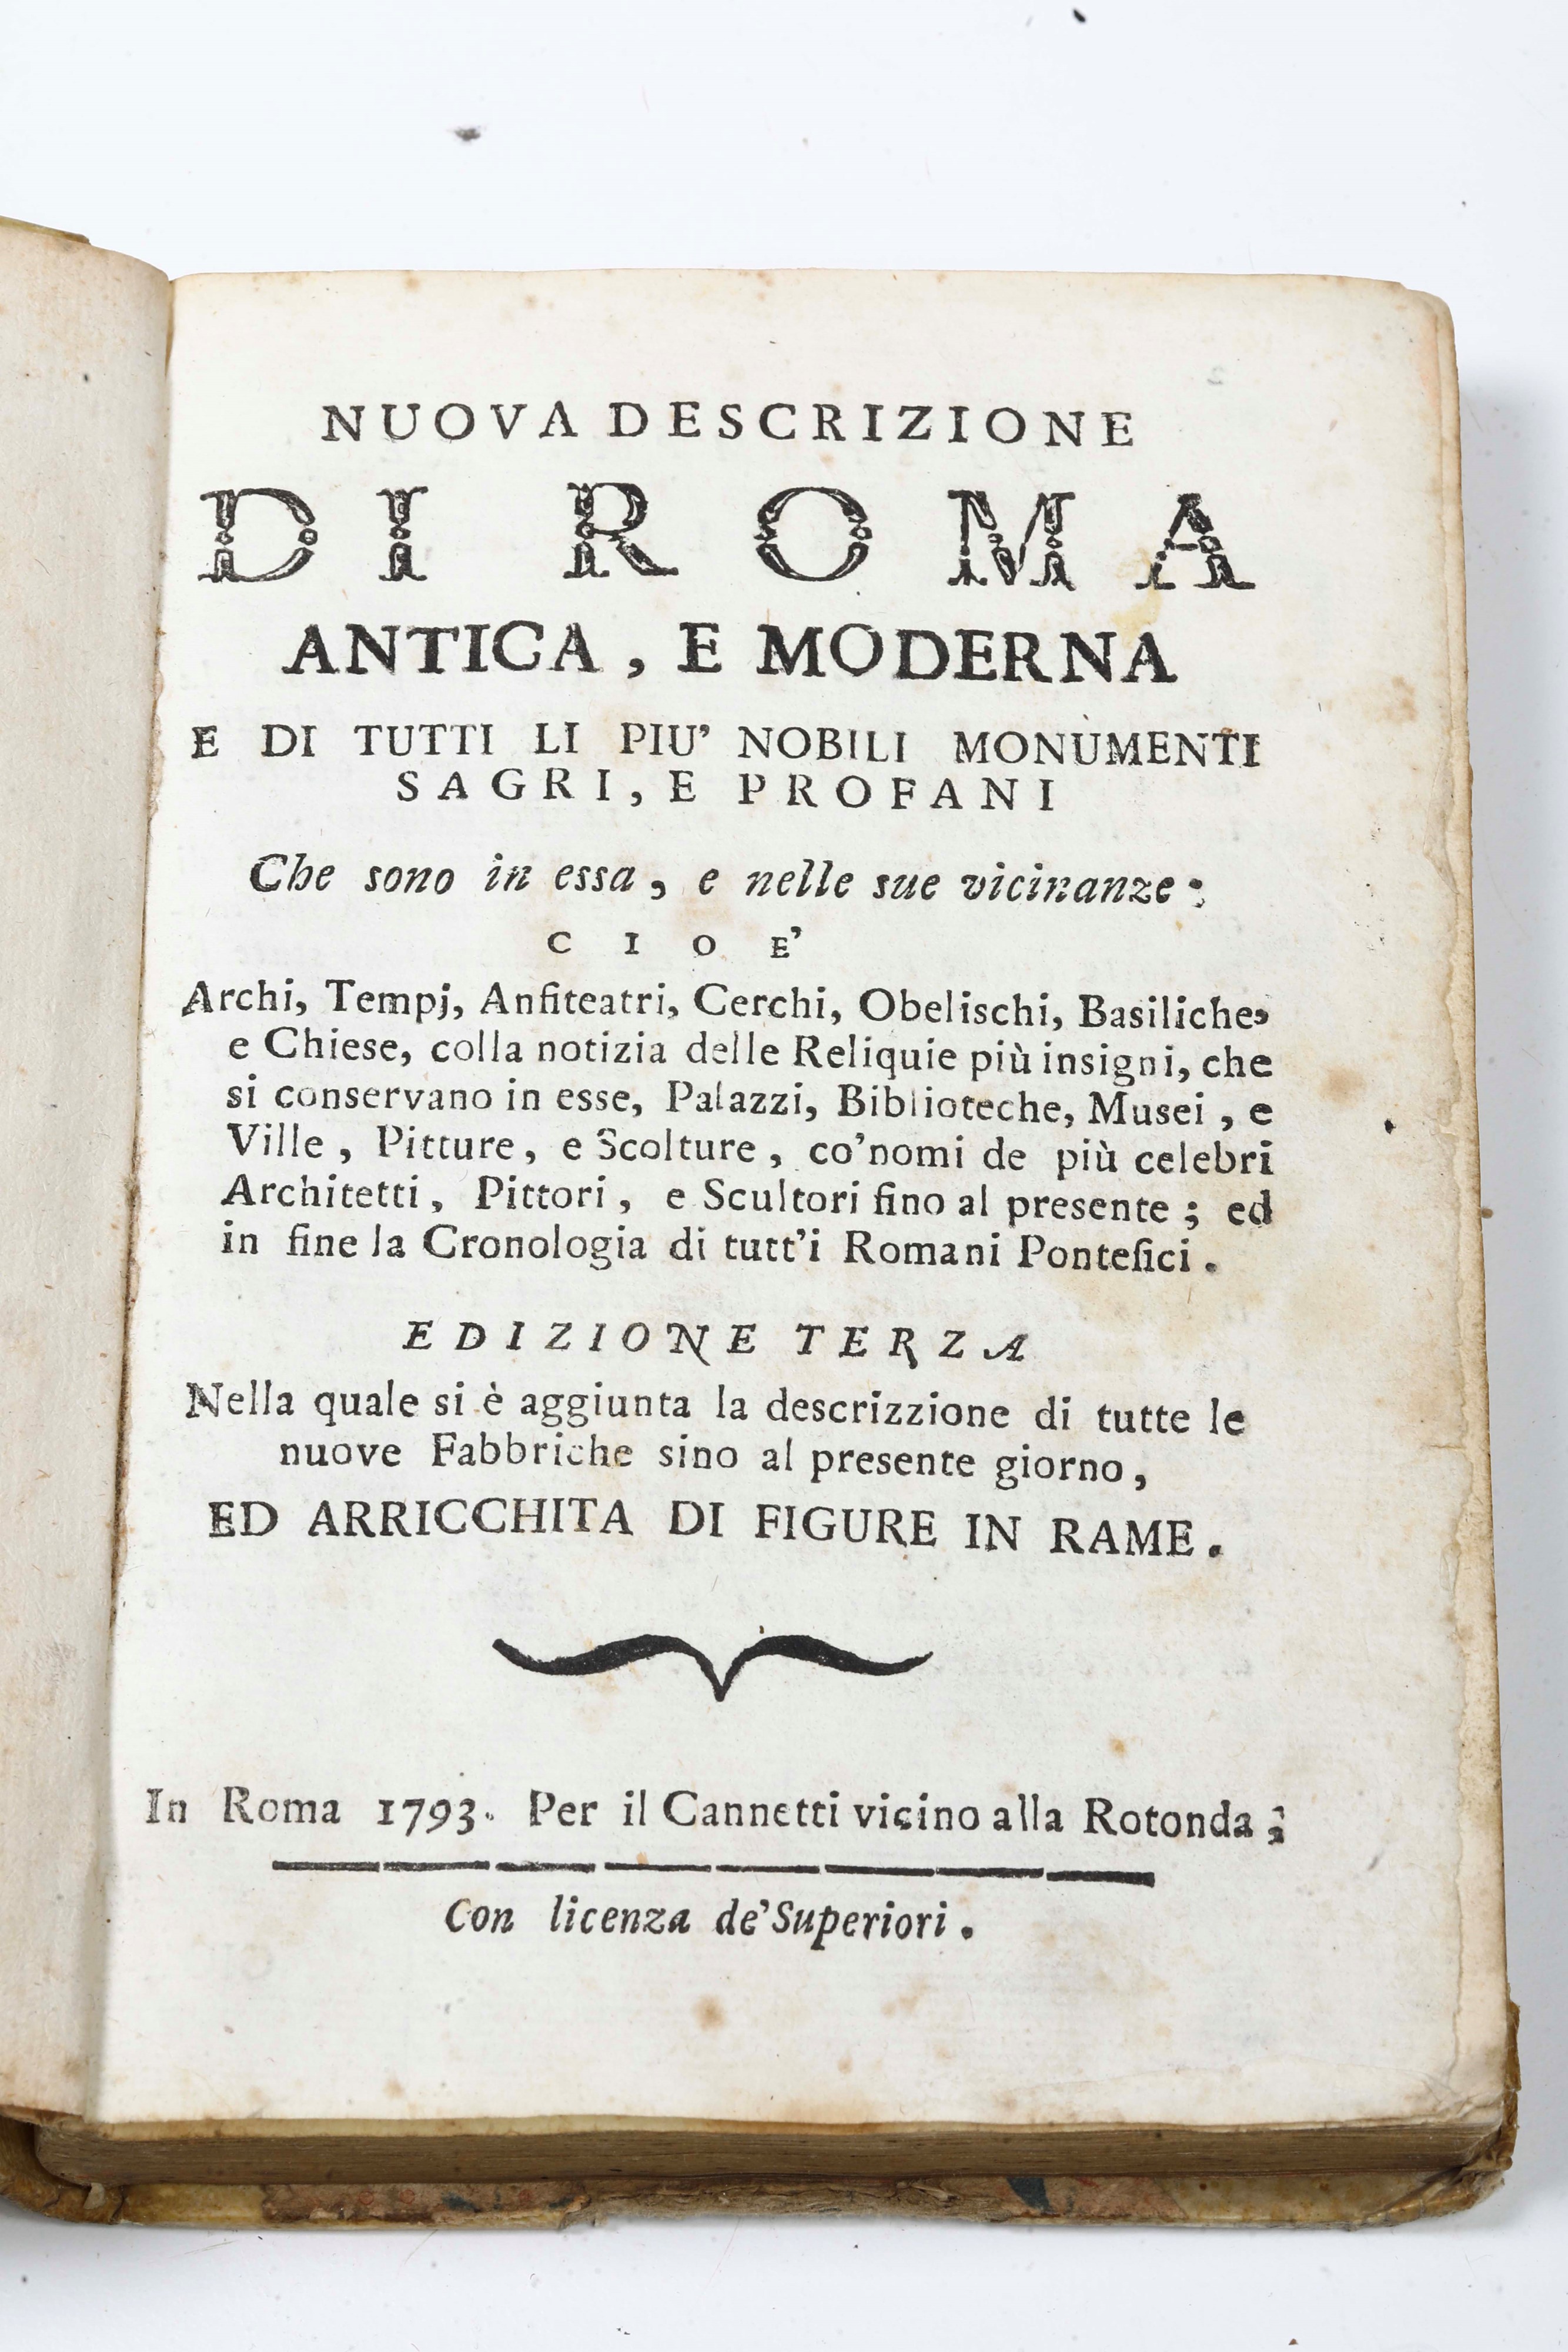 NUOVA DESCRIZIONE
DI ROMA
ANTICA, E MODERNA
E DI TUTTI LI PIU' NOBILI MONUMENTI
SAGRI, E PROFANI
Che sono in essa, e nelle sue vicinanze;
CIOE'
Archi, Tempj, Anfiteatri, Cerchi, Obelischi, Basiliche,
e Chiese, colla notizia delle Reliquie più insigni, che
si conservano in esse, Palazzi, Biblioteche, Musei, e
Ville, Pitture, e Scolture, co'nomi de più celebri
Architetti, Pittori, e Scultori fino al presente; ed
in fine la Cronologia di tutt'i Romani Pontefici.
EDIZIONE TERZA
Nella quale si è aggiunta la descrizzione di tutte le
nuove Fabbriche sino al presente giorno,
ED ARRICCHITA DI FIGURE IN RAME.
In Roma 1793. Per il Cannetti vicino alla Rotonda;
Con licenza de'Superiori.